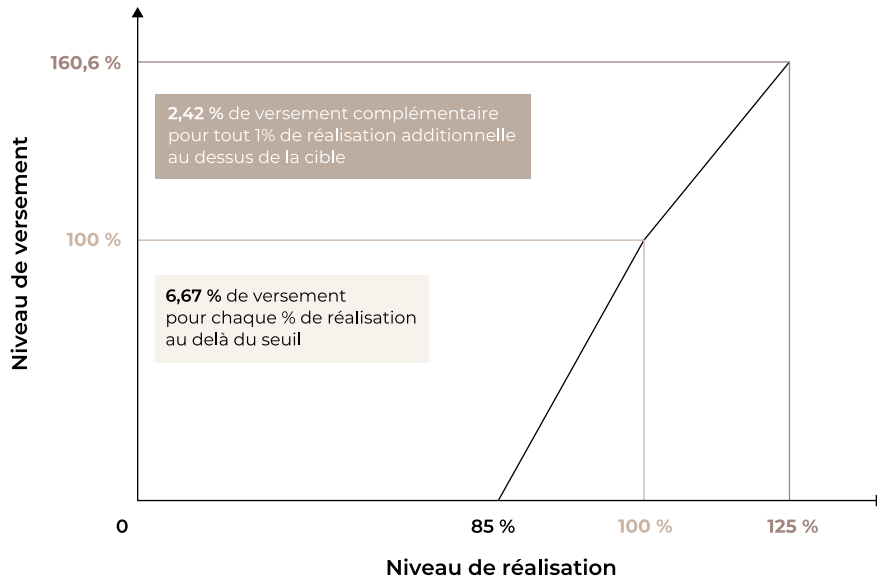 160,6 %
2,42 % de versement complémentaire
pour tout 1% de réalisation additionnelle
au dessus de la cible
Niveau de versement
100 %
6,67 % de versement
pour chaque % de réalisation
au delà du seuil
0
85 %
100 %
125 %
Niveau de réalisation